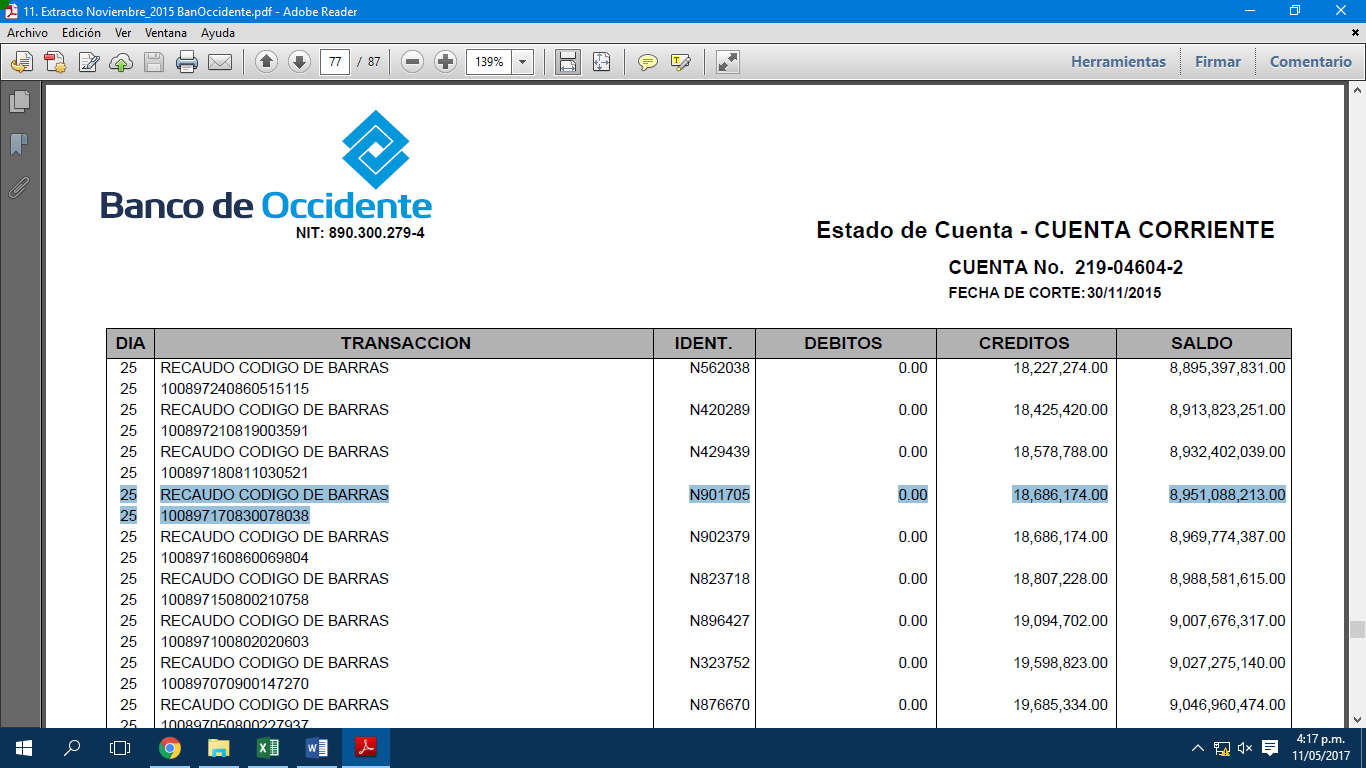 11. Extracto Noviembre_2015 BanOccidente.pdf - Adobe Reader
Archivo Edición Ver Ventana Ayuda
77 / 87 139% Herramientas Firmar Comentario
Banco de Occidente
NIT: 890.300.279-4
Estado de Cuenta - CUENTA CORRIENTE
CUENTA No. 219-04604-2
FECHA DE CORTE:30/11/2015
DIA TRANSACCION IDENT. DEBITOS CREDITOS SALDO
25 RECAUDO CODIGO DE BARRAS N562038 0.00 18,227,274.00 8,895,397,831.00
25 100897240860515115
25 RECAUDO CODIGO DE BARRAS N420289 0.00 18,425,420.00 8,913,823,251.00
25 100897210819003591
25 RECAUDO CODIGO DE BARRAS N429439 0.00 18,578,788.00 8,932,402,039.00
25 100897180811030521
25 RECAUDO CODIGO DE BARRAS N901705 0.00 18,686,174.00 8,951,088,213.00
25 100897170830078038
25 RECAUDO CODIGO DE BARRAS N902379 0.00 18,686,174.00 8,969,774,387.00
25 100897160860069804
25 RECAUDO CODIGO DE BARRAS N823718 0.00 18,807,228.00 8,988,581,615.00
25 100897150800210758
25 RECAUDO CODIGO DE BARRAS N896427 0.00 19,094,702.00 9,007,676,317.00
25 100897100802020603
25 RECAUDO CODIGO DE BARRAS N323752 0.00 19,598,823.00 9,027,275,140.00
25 100897070900147270
25 RECAUDO CODIGO DE BARRAS N876670 0.00 19,685,334.00 9,046,960,474.00
25 100897050800227937
4:17 p.m.
11/05/2017